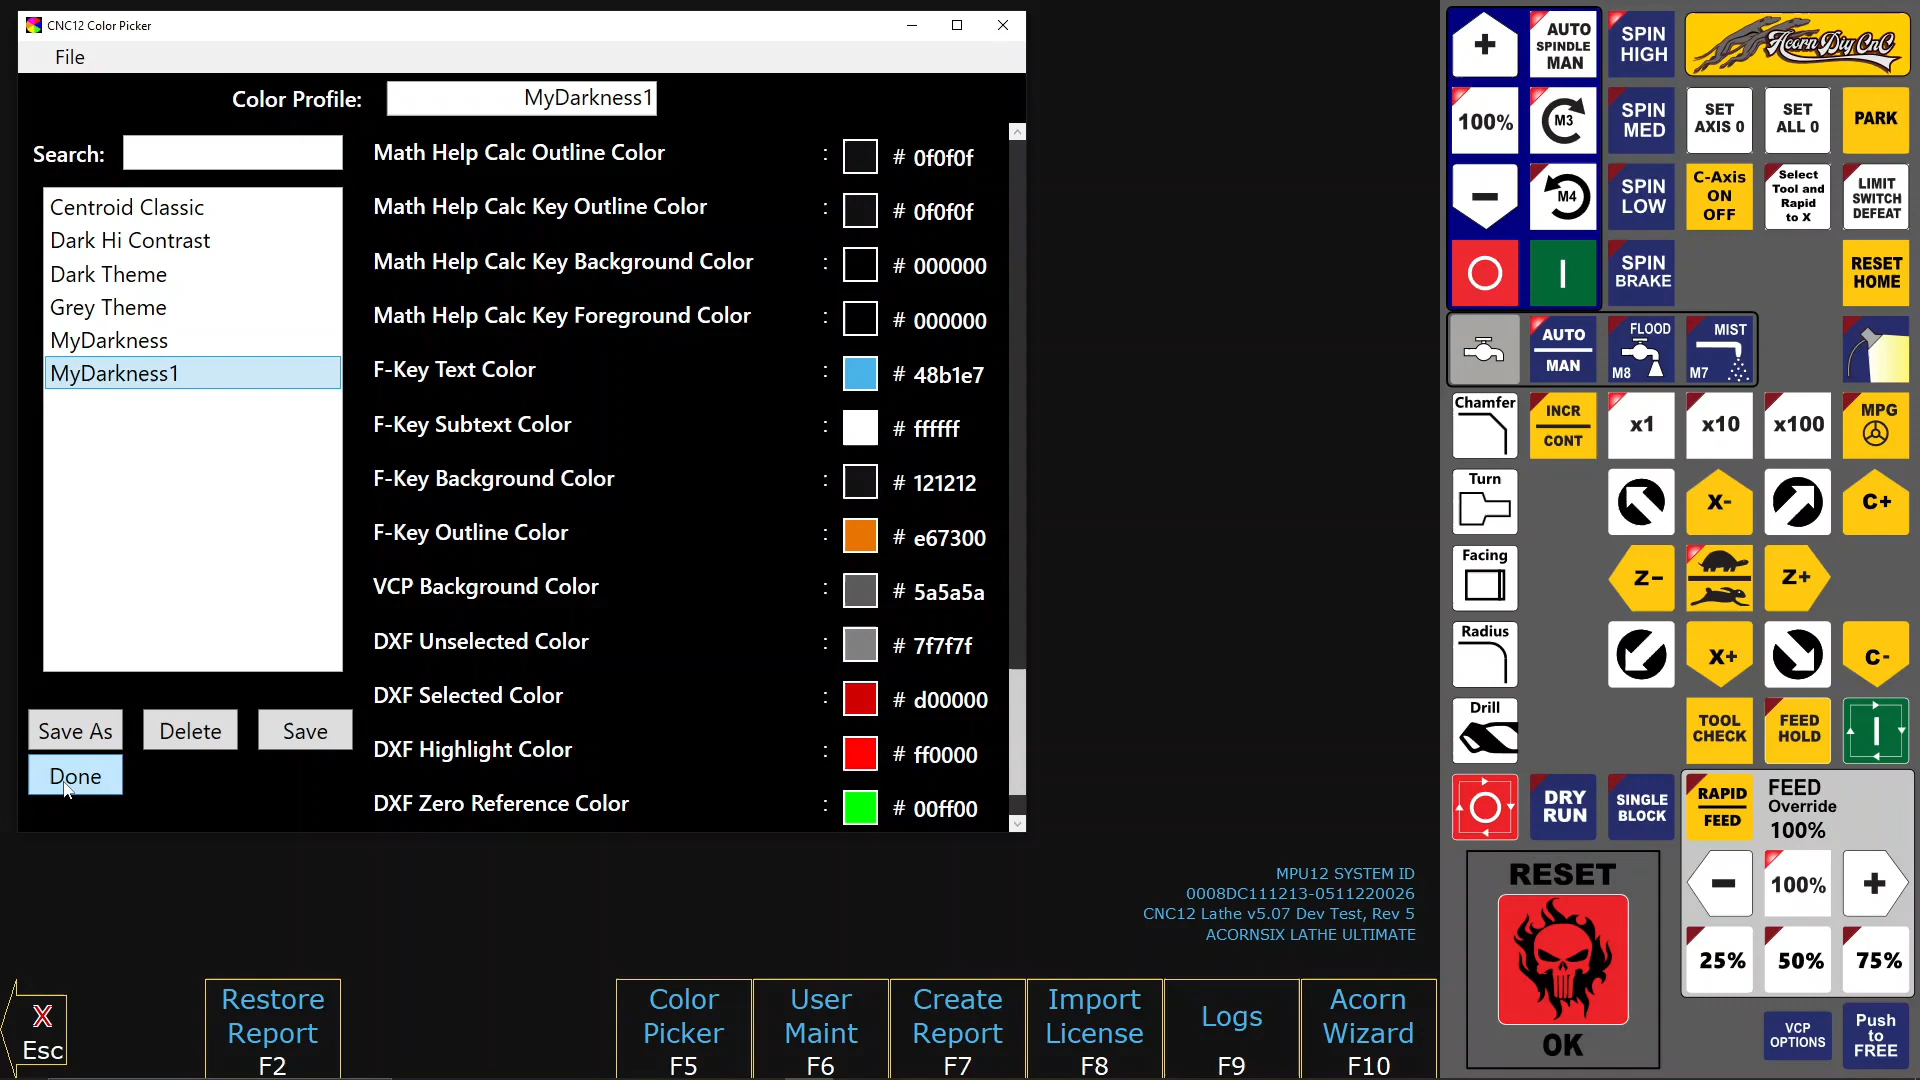 CNC12 Color Picker
File
Color Profile:
MyDarkness1
Search:
Centroid Classic
Dark Hi Contrast
Dark Theme
Grey Theme
MyDarkness
MyDarkness1
Save As
Delete
Save
Done
Math Help Calc Outline Color : # 0f0f0f
Math Help Calc Key Outline Color : # 0f0f0f
Math Help Calc Key Background Color : # 000000
Math Help Calc Key Foreground Color : # 000000
F-Key Text Color : # 48b1e7
F-Key Subtext Color : # ffffff
F-Key Background Color : # 121212
F-Key Outline Color : # e67300
VCP Background Color : # 5a5a5a
DXF Unselected Color : # 7f7f7f
DXF Selected Color : # d00000
DXF Highlight Color : # ff0000
DXF Zero Reference Color : # 00ff00
MPU12 SYSTEM ID
0008DC111213-0511220026
CNC12 Lathe v5.07 Dev Test, Rev 5
ACORNSIX LATHE ULTIMATE
X
Esc
Restore
Report
F2
Color
Picker
F5
User
Maint
F6
Create
Report
F7
Import
License
F8
Logs
F9
Acorn
Wizard
F10
+
AUTO
SPINDLE
MAN
SPIN
HIGH
Acorn Diy CnC
100%
M3
SPIN
MED
SET
AXIS 0
SET
ALL 0
PARK
−
M4
SPIN
LOW
C-Axis
ON
OFF
Select
Tool and
Rapid
to X
LIMIT
SWITCH
DEFEAT
SPIN
BRAKE
RESET
HOME
AUTO
MAN
FLOOD
M8
MIST
M7
Chamfer
INCR
CONT
x1
x10
x100
MPG
Turn
X-
C+
Facing
Z-
Z+
Radius
X+
C-
Drill
TOOL
CHECK
FEED
HOLD
DRY
RUN
SINGLE
BLOCK
RAPID
FEED
FEED
Override
100%
RESET
OK
−
100%
+
25%
50%
75%
VCP
OPTIONS
Push
to
FREE